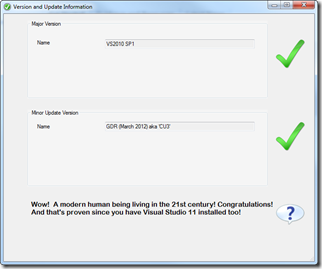 Version and Update Information
Major Version
Name
VS2010 SP1
Minor Update Version
Name
GDR (March 2012) aka 'CU3'
Wow!  A modern human being living in the 21st century! Congratulations!
And that's proven since you have Visual Studio 11 installed too!
?